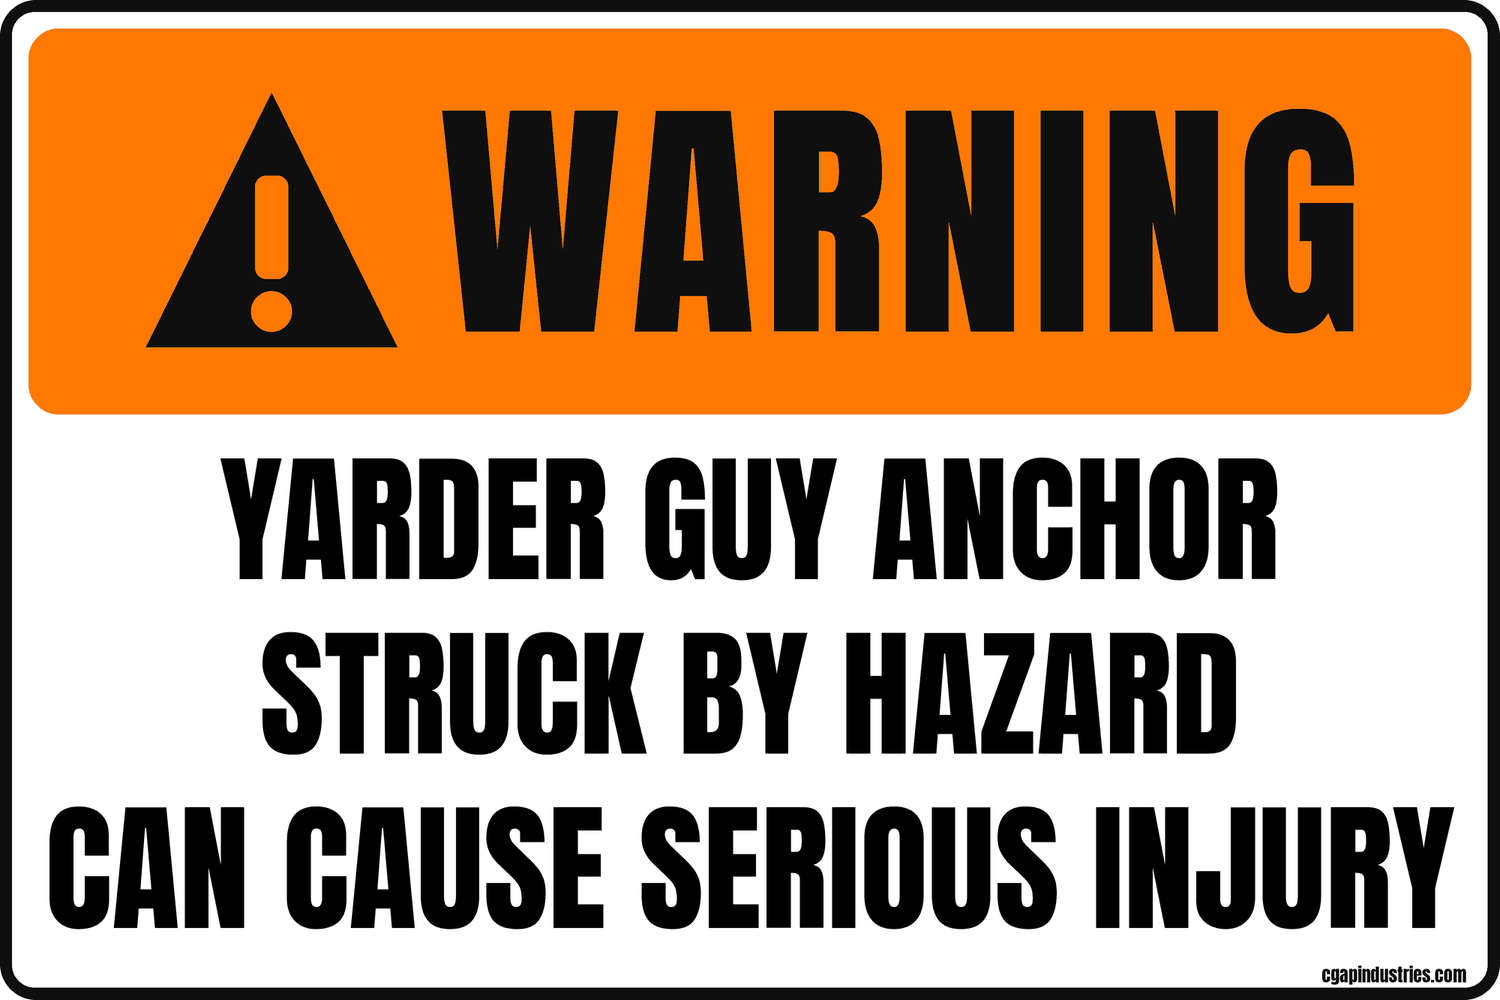 WARNING
YARDER GUY ANCHOR
STRUCK BY HAZARD
CAN CAUSE SERIOUS INJURY
cgapindustries.com